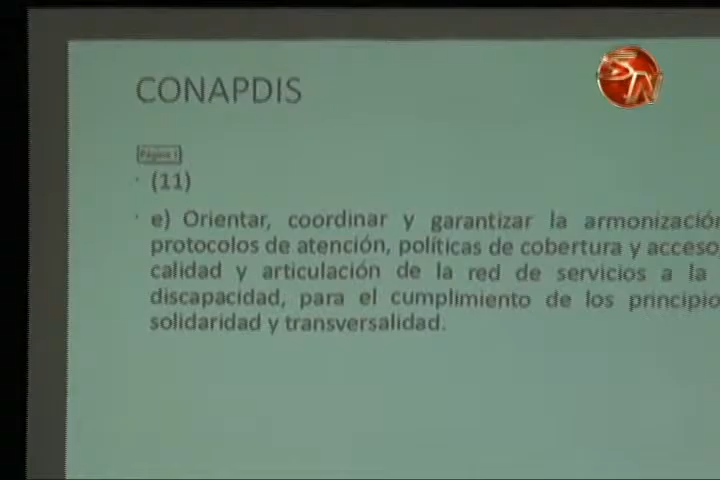 CONAPDIS
SN
Página 1
· (11)
· e) Orientar, coordinar y garantizar la armonización
protocolos de atención, políticas de cobertura y acceso,
calidad y articulación de la red de servicios a la
discapacidad, para el cumplimiento de los principio
solidaridad y transversalidad.